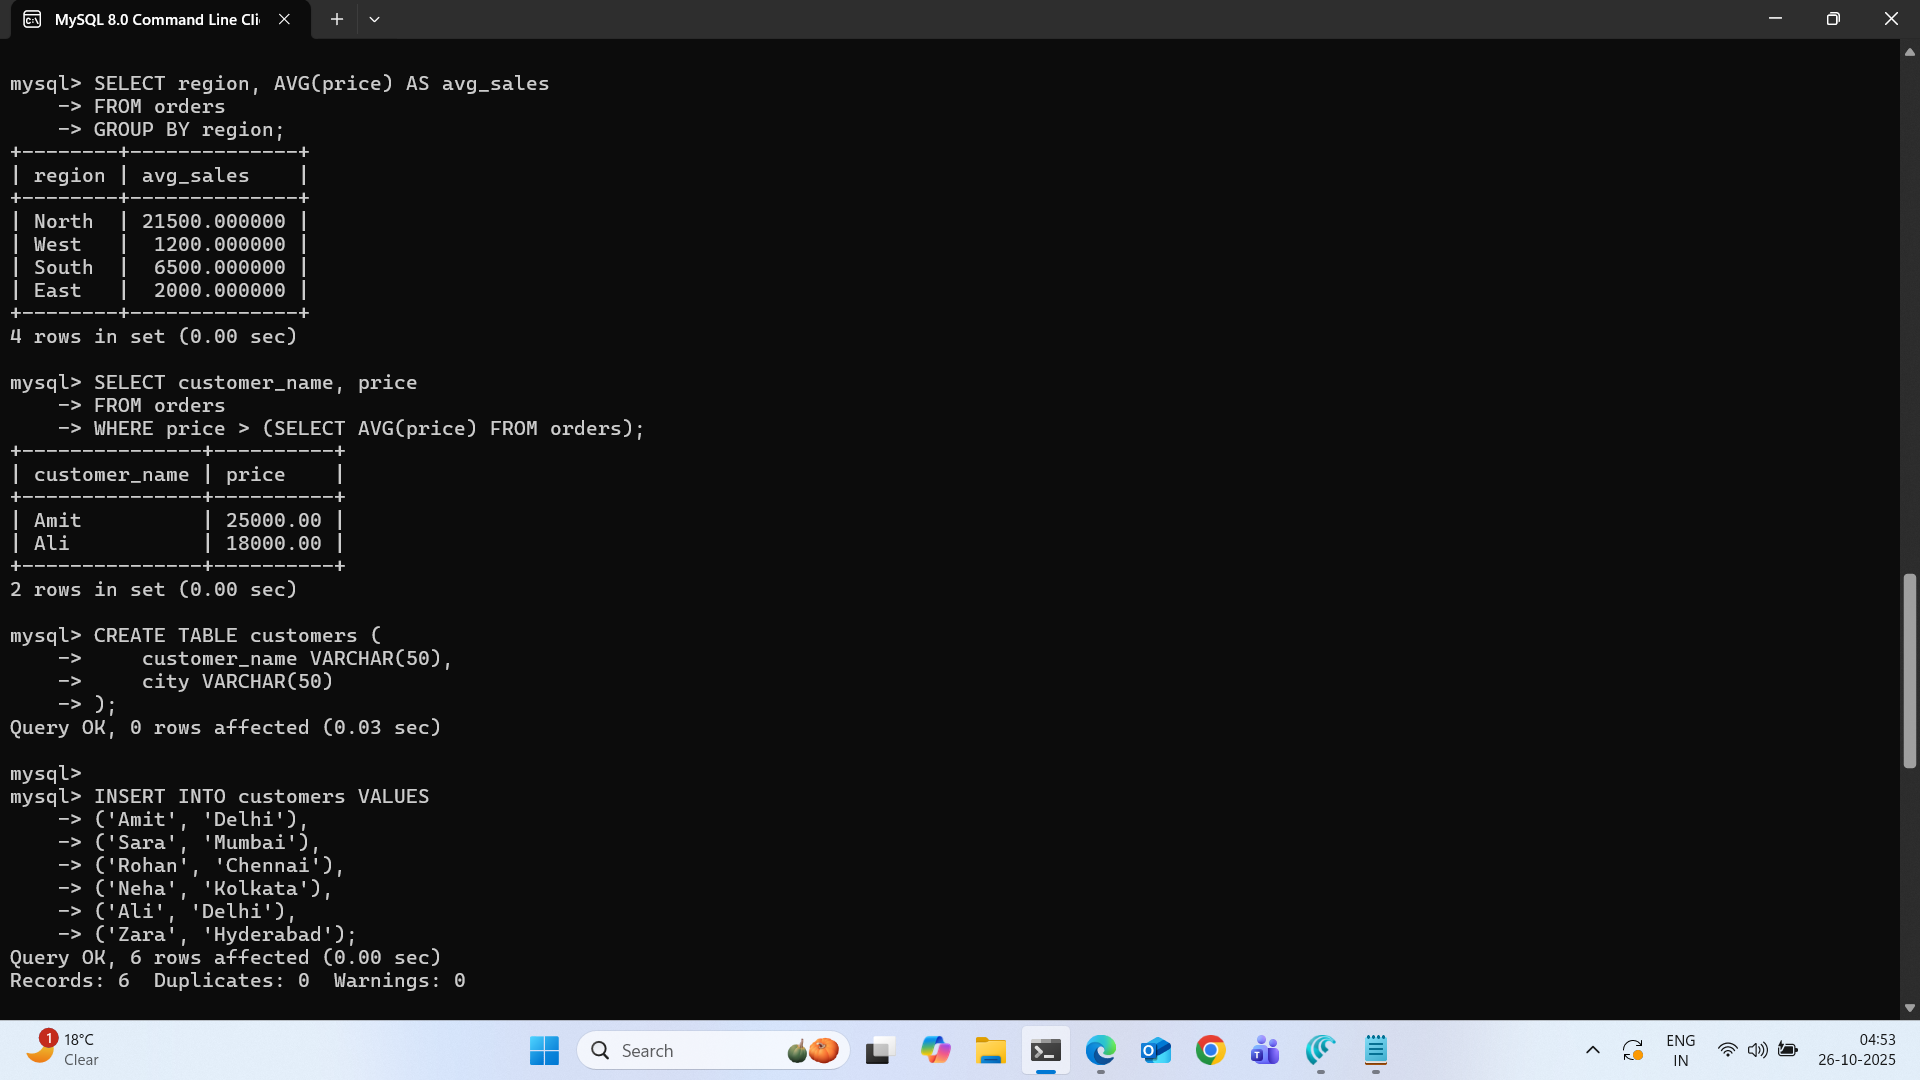 MySQL 8.0 Command Line Cli
mysql> SELECT region, AVG(price) AS avg_sales
    -> FROM orders
    -> GROUP BY region;
+--------+--------------+
| region | avg_sales    |
+--------+--------------+
| North  | 21500.000000 |
| West   |  1200.000000 |
| South  |  6500.000000 |
| East   |  2000.000000 |
+--------+--------------+
4 rows in set (0.00 sec)
mysql> SELECT customer_name, price
    -> FROM orders
    -> WHERE price > (SELECT AVG(price) FROM orders);
+---------------+----------+
| customer_name | price    |
+---------------+----------+
| Amit          | 25000.00 |
| Ali           | 18000.00 |
+---------------+----------+
2 rows in set (0.00 sec)
mysql> CREATE TABLE customers (
    ->     customer_name VARCHAR(50),
    ->     city VARCHAR(50)
    -> );
Query OK, 0 rows affected (0.03 sec)
mysql>
mysql> INSERT INTO customers VALUES
    -> ('Amit', 'Delhi'),
    -> ('Sara', 'Mumbai'),
    -> ('Rohan', 'Chennai'),
    -> ('Neha', 'Kolkata'),
    -> ('Ali', 'Delhi'),
    -> ('Zara', 'Hyderabad');
Query OK, 6 rows affected (0.00 sec)
Records: 6  Duplicates: 0  Warnings: 0
1
18°C
Clear
Search
ENG
IN
04:53
26-10-2025